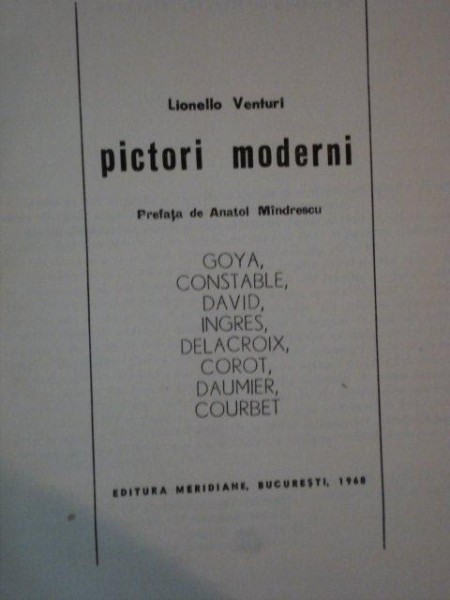 Lionello Venturi
pictori moderni
Prefața de Anatol Mîndrescu
GOYA,
CONSTABLE,
DAVID,
INGRES,
DELACROIX,
COROT,
DAUMIER,
COURBET
EDITURA MERIDIANE, BUCUREȘTI, 1968